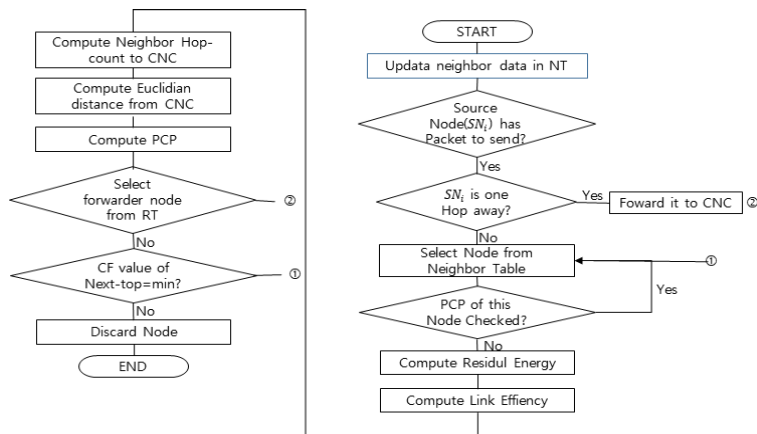 START
Updata neighbor data in NT
Source
Node(SNᵢ) has
Packet to send?
Yes
SNᵢ is one
Hop away?
Yes
Foward it to CNC
②
No
Select Node from
Neighbor Table
①
Yes
PCP of this
Node Checked?
No
Compute Residul Energy
Compute Link Effiency
Compute Neighbor Hop-
count to CNC
Compute Euclidian
distance from CNC
Compute PCP
Select
forwarder node
from RT
②
No
CF value of
Next-top=min?
①
No
Discard Node
END